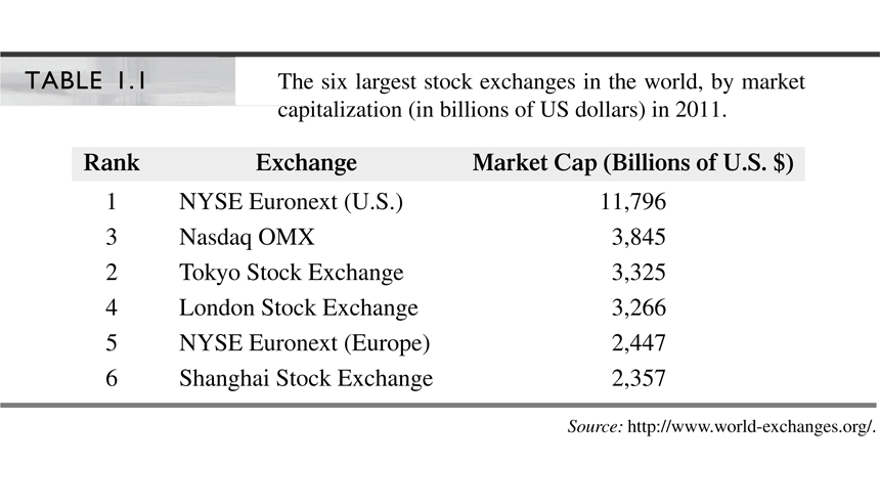 TABLE 1.1
The six largest stock exchanges in the world, by market
capitalization (in billions of US dollars) in 2011.
Rank Exchange Market Cap (Billions of U.S. $)
1 NYSE Euronext (U.S.) 11,796
3 Nasdaq OMX 3,845
2 Tokyo Stock Exchange 3,325
4 London Stock Exchange 3,266
5 NYSE Euronext (Europe) 2,447
6 Shanghai Stock Exchange 2,357
Source: http://www.world-exchanges.org/.